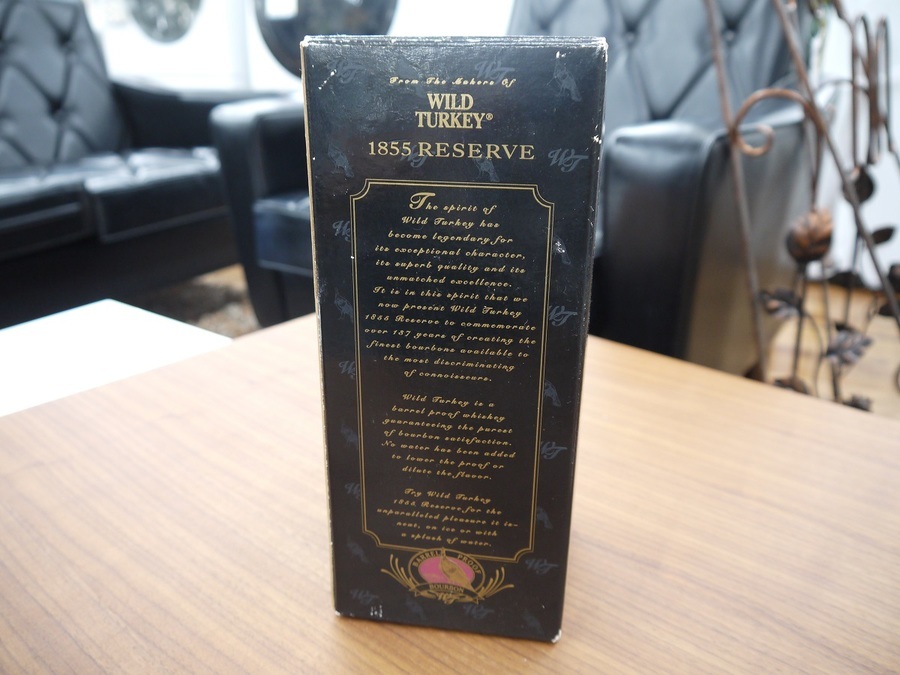 From The Makers Of
WILD
TURKEY®
1855 RESERVE
The spirit of
Wild Turkey has
become legendary for
its exceptional character,
its superb quality and its
unmatched excellence.
It is in this spirit that we
now present Wild Turkey
1855 Reserve to commemorate
over 137 years of creating the
finest bourbons available to
the most discriminating
of connoisseurs.
Wild Turkey is a
barrel proof whiskey
guaranteeing the purest
of bourbon satisfaction.
No water has been added
to lower the proof or
dilute the flavor.
Try Wild Turkey
1855 Reserve for the
unparalleled pleasure it is-
neat, on ice or with
a splash of water.
BARREL PROOF
BOURBON
WT